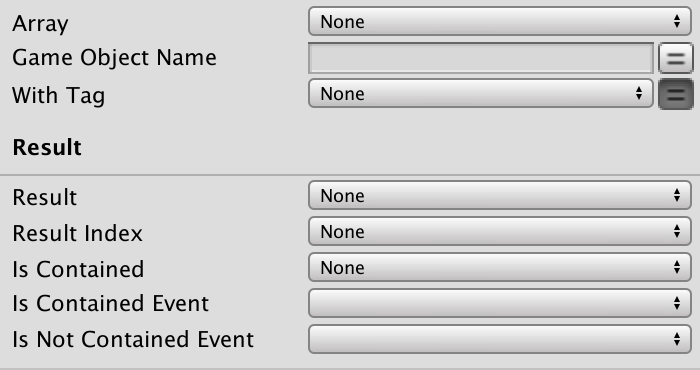 Array None
Game Object Name
With Tag None
Result
Result None
Result Index None
Is Contained None
Is Contained Event
Is Not Contained Event